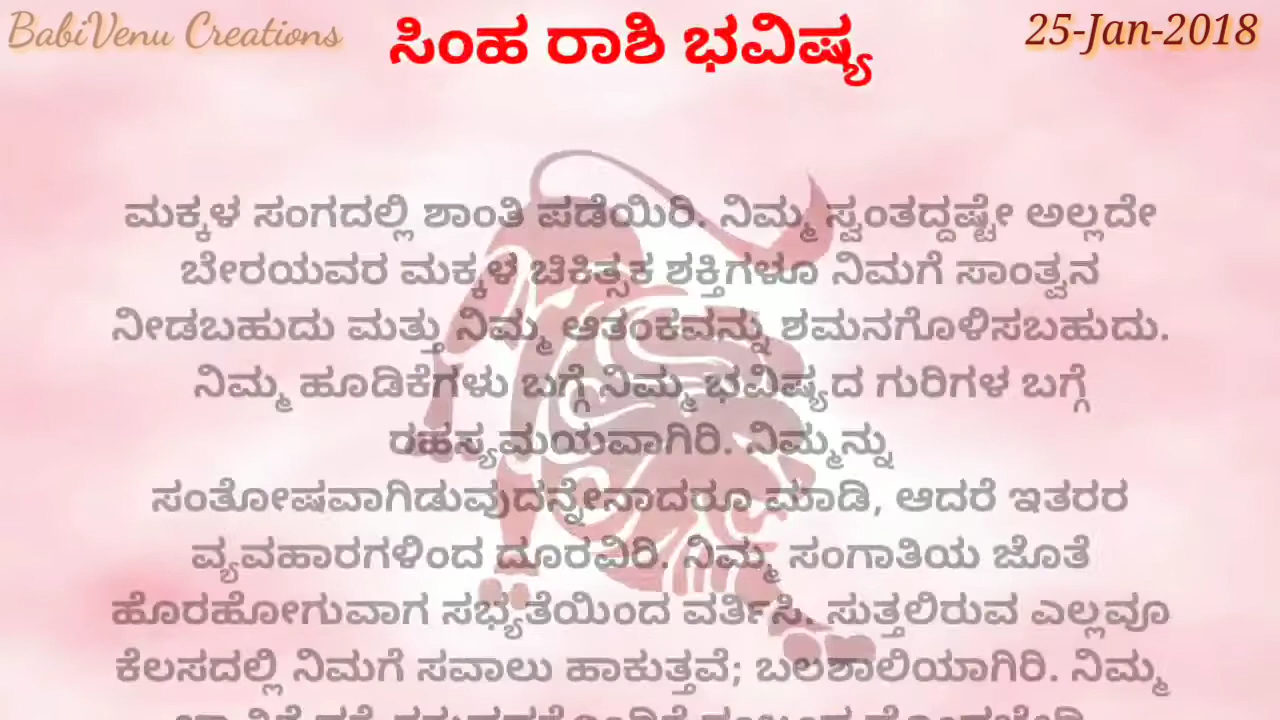 BabiVenu Creations
ಸಿಂಹ ರಾಶಿ ಭವಿಷ್ಯ
25-Jan-2018
ಮಕ್ಕಳ ಸಂಗದಲ್ಲಿ ಶಾಂತಿ ಪಡೆಯಿರಿ. ನಿಮ್ಮ ಸ್ವಂತದ್ದಷ್ಟೇ ಅಲ್ಲದೇ
ಬೇರಯವರ ಮಕ್ಕಳ ಚಿಕಿತ್ಸಕ ಶಕ್ತಿಗಳೂ ನಿಮಗೆ ಸಾಂತ್ವನ
ನೀಡಬಹುದು ಮತ್ತು ನಿಮ್ಮ ಆತಂಕವನ್ನು ಶಮನಗೊಳಿಸಬಹುದು.
ನಿಮ್ಮ ಹೂಡಿಕೆಗಳು ಬಗ್ಗೆ ನಿಮ್ಮ ಭವಿಷ್ಯದ ಗುರಿಗಳ ಬಗ್ಗೆ
ರಹಸ್ಯಮಯವಾಗಿರಿ. ನಿಮ್ಮನ್ನು
ಸಂತೋಷವಾಗಿಡುವುದನ್ನೇನಾದರೂ ಮಾಡಿ, ಆದರೆ ಇತರರ
ವ್ಯವಹಾರಗಳಿಂದ ದೂರವಿರಿ. ನಿಮ್ಮ ಸಂಗಾತಿಯ ಜೊತೆ
ಹೊರಹೋಗುವಾಗ ಸಭ್ಯತೆಯಿಂದ ವರ್ತಿಸಿ. ಸುತ್ತಲಿರುವ ಎಲ್ಲವೂ
ಕೆಲಸದಲ್ಲಿ ನಿಮಗೆ ಸವಾಲು ಹಾಕುತ್ತವೆ; ಬಲಶಾಲಿಯಾಗಿರಿ. ನಿಮ್ಮ